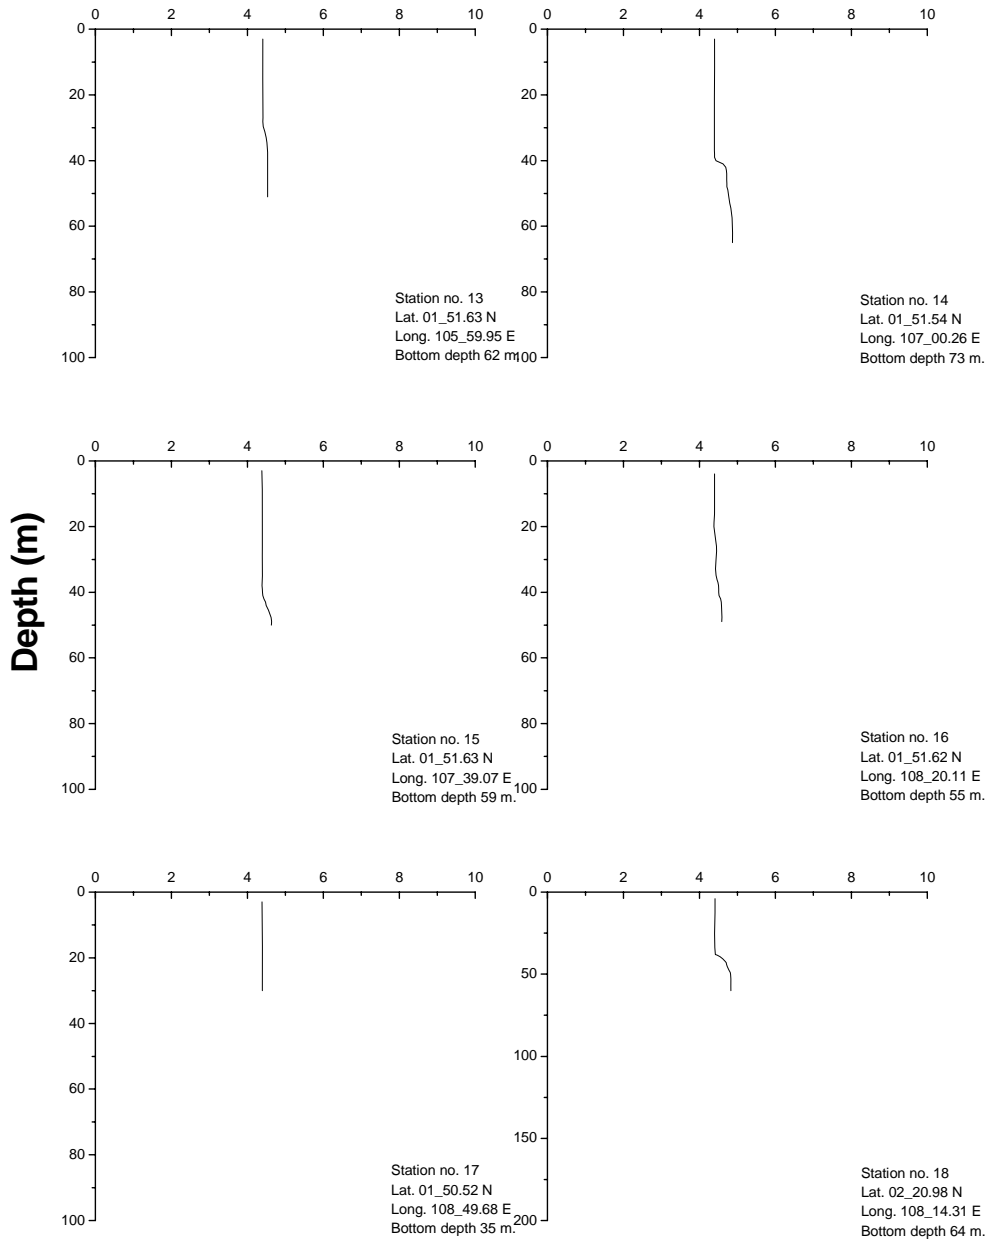 0 2 4 6 8 10
0
20
40
60
80
100
Station no. 13
Lat. 01_51.63 N
Long. 105_59.95 E
Bottom depth 62 m.
0 2 4 6 8 10
0
20
40
60
80
100
Station no. 14
Lat. 01_51.54 N
Long. 107_00.26 E
Bottom depth 73 m.
Depth (m)
0 2 4 6 8 10
0
20
40
60
80
100
Station no. 15
Lat. 01_51.63 N
Long. 107_39.07 E
Bottom depth 59 m.
0 2 4 6 8 10
0
20
40
60
80
100
Station no. 16
Lat. 01_51.62 N
Long. 108_20.11 E
Bottom depth 55 m.
0 2 4 6 8 10
0
20
40
60
80
100
Station no. 17
Lat. 01_50.52 N
Long. 108_49.68 E
Bottom depth 35 m.
0 2 4 6 8 10
0
50
100
150
200
Station no. 18
Lat. 02_20.98 N
Long. 108_14.31 E
Bottom depth 64 m.